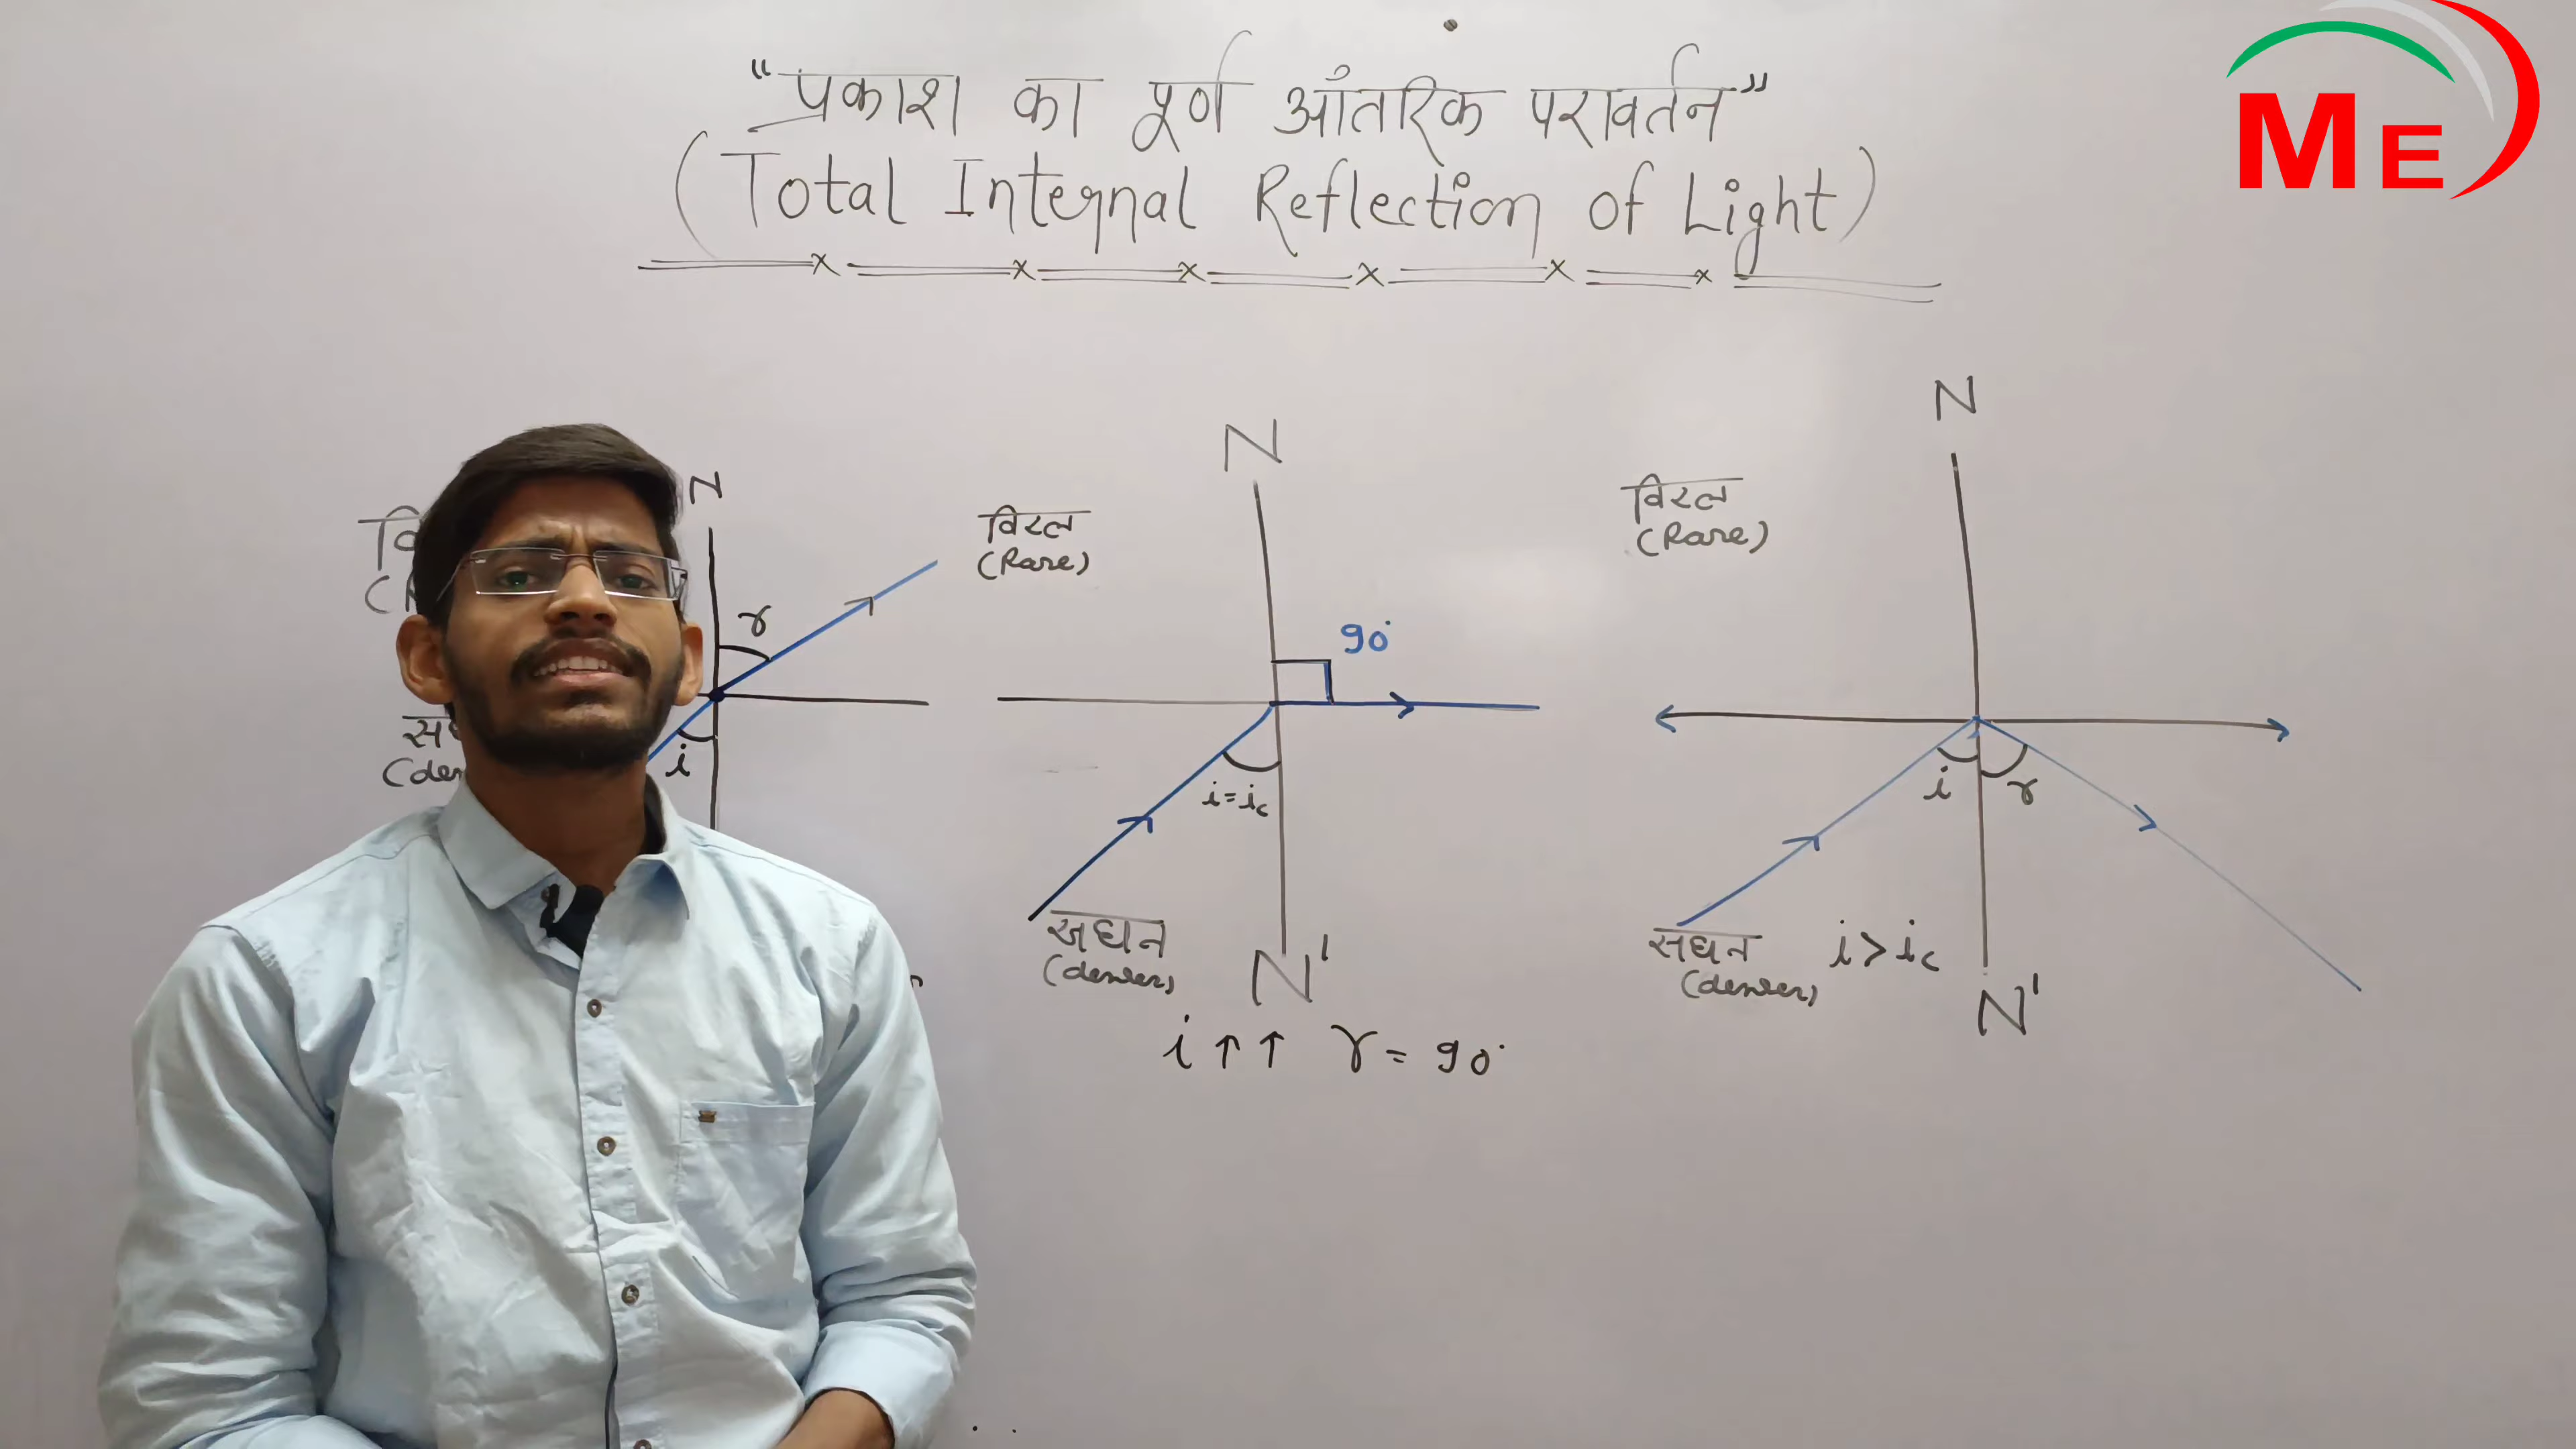 "प्रकाश का पूर्ण आँतरिक परावर्तन"
(Total Internal Reflection of Light)
ME
N
r
i
N
विरल
(Rare)
90°
i=ic
सघन
(denser)
N'
i↑↑ r= 90°
N
विरल
(Rare)
i
r
सघन
(denser)
i>ic
N'